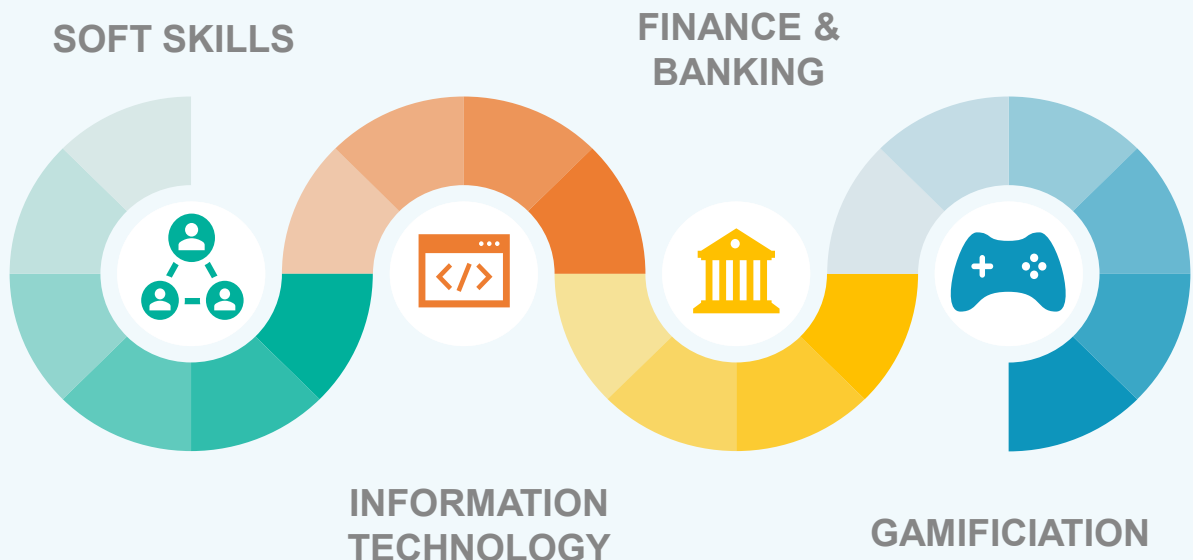 SOFT SKILLS
FINANCE &
BANKING
</>
INFORMATION
TECHNOLOGY
GAMIFICIATION